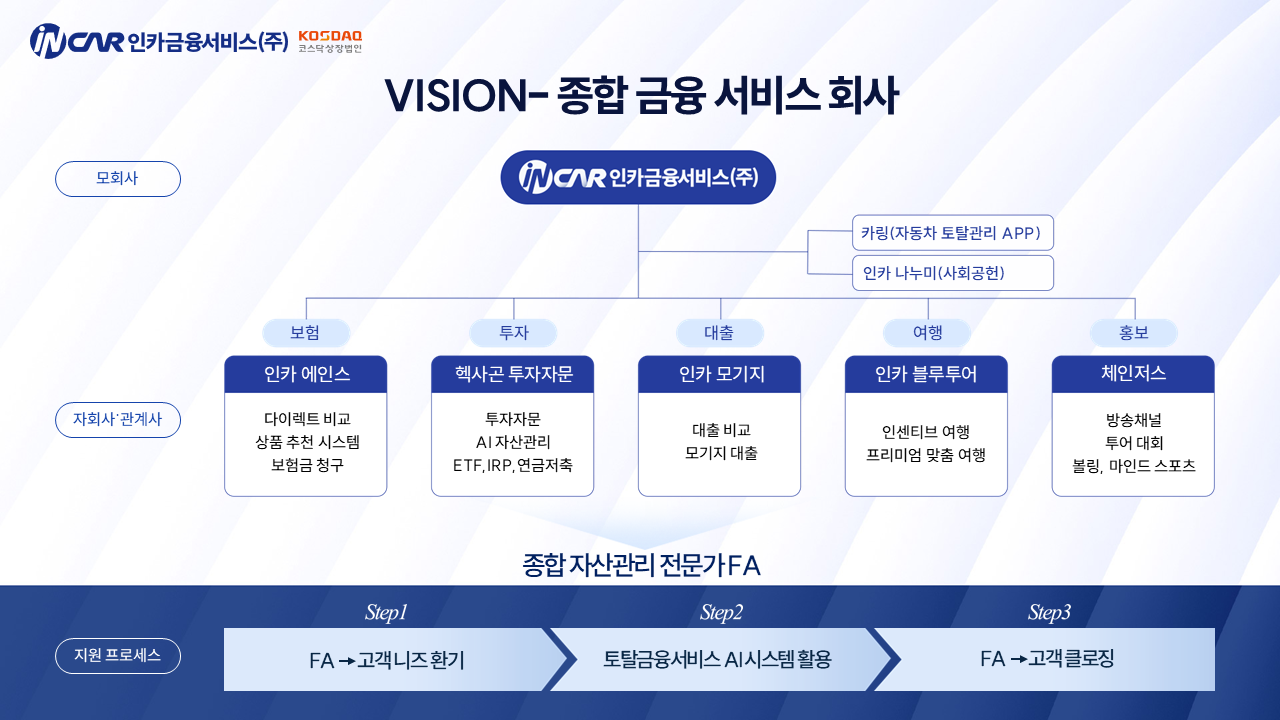 iNCAR 인카금융서비스(주) KOSDAQ
코스닥상장법인
VISION- 종합 금융 서비스 회사
모회사
iNCAR 인카금융서비스(주)
카링(자동차 토탈관리 APP)
인카 나누미(사회공헌)
보험
투자
대출
여행
홍보
자회사·관계사
인카 에인스
다이렉트 비교
상품 추천 시스템
보험금 청구
헥사곤 투자자문
투자자문
AI 자산관리
ETF,IRP,연금저축
인카 모기지
대출 비교
모기지 대출
인카 블루투어
인센티브 여행
프리미엄 맞춤 여행
체인저스
방송채널
투어 대회
볼링, 마인드 스포츠
종합 자산관리 전문가 FA
지원 프로세스
Step1
FA →고객 니즈 환기
Step2
토탈금융서비스 AI시스템 활용
Step3
FA →고객 클로징